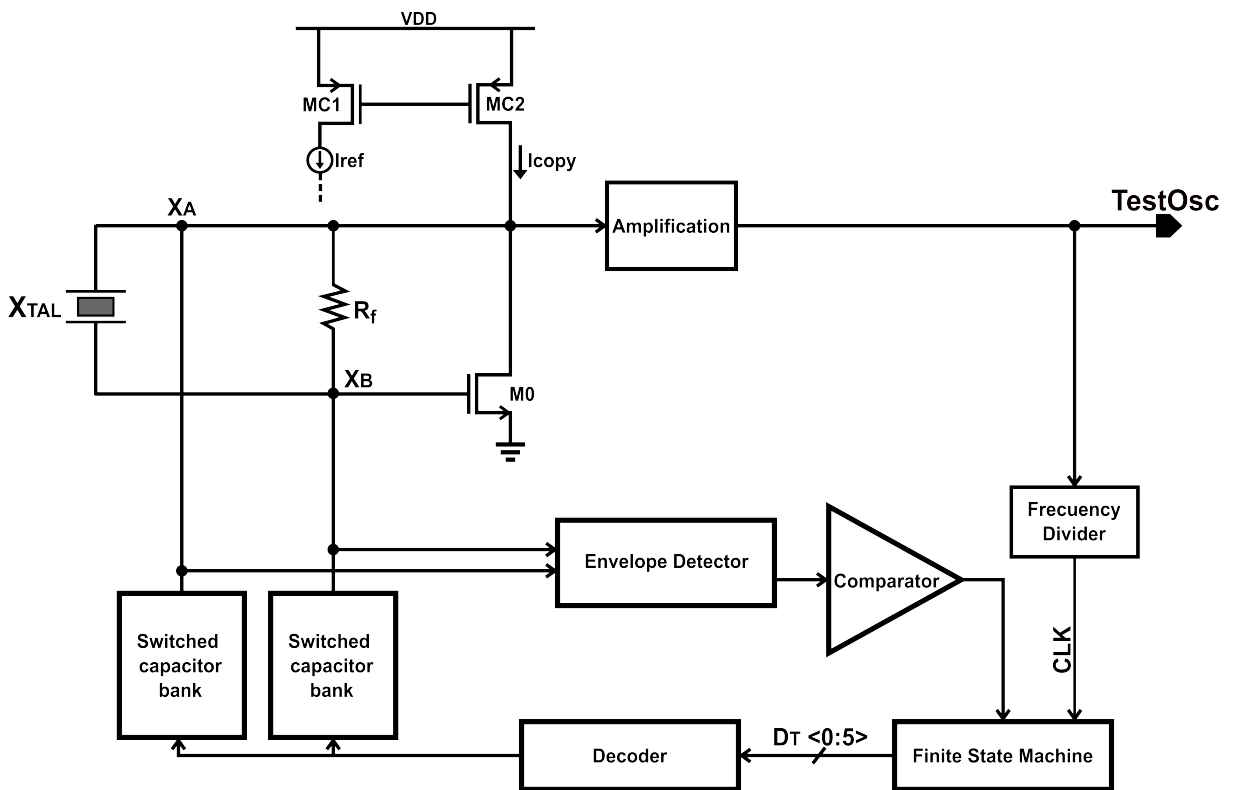 VDD
MC1
MC2
Iref
Icopy
XA
Amplification
TestOsc
XTAL
Rf
XB
M0
Frecuency
Divider
Envelope Detector
Comparator
Switched
capacitor
bank
Switched
capacitor
bank
CLK
Decoder
DT <0:5>
Finite State Machine